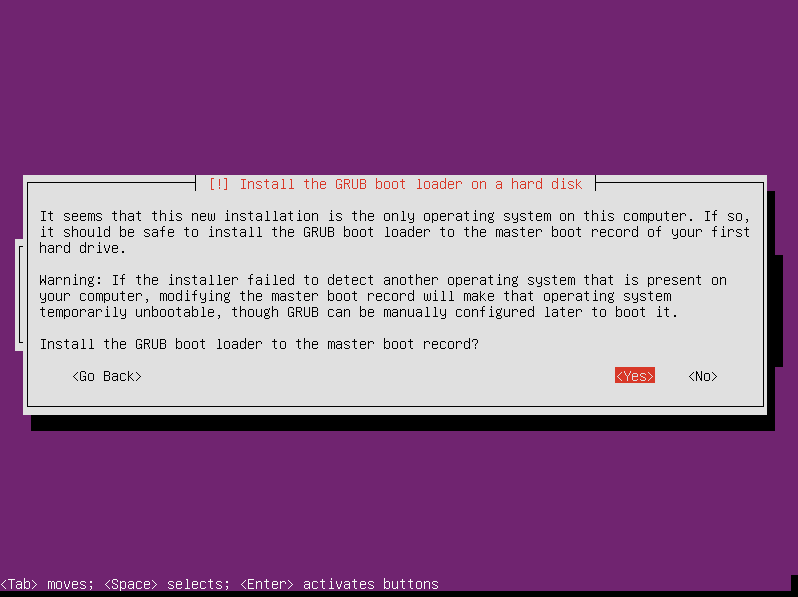 [!] Install the GRUB boot loader on a hard disk
It seems that this new installation is the only operating system on this computer. If so,
it should be safe to install the GRUB boot loader to the master boot record of your first
hard drive.
Warning: If the installer failed to detect another operating system that is present on
your computer, modifying the master boot record will make that operating system
temporarily unbootable, though GRUB can be manually configured later to boot it.
Install the GRUB boot loader to the master boot record?
<Go Back> <Yes> <No>
<Tab> moves; <Space> selects; <Enter> activates buttons